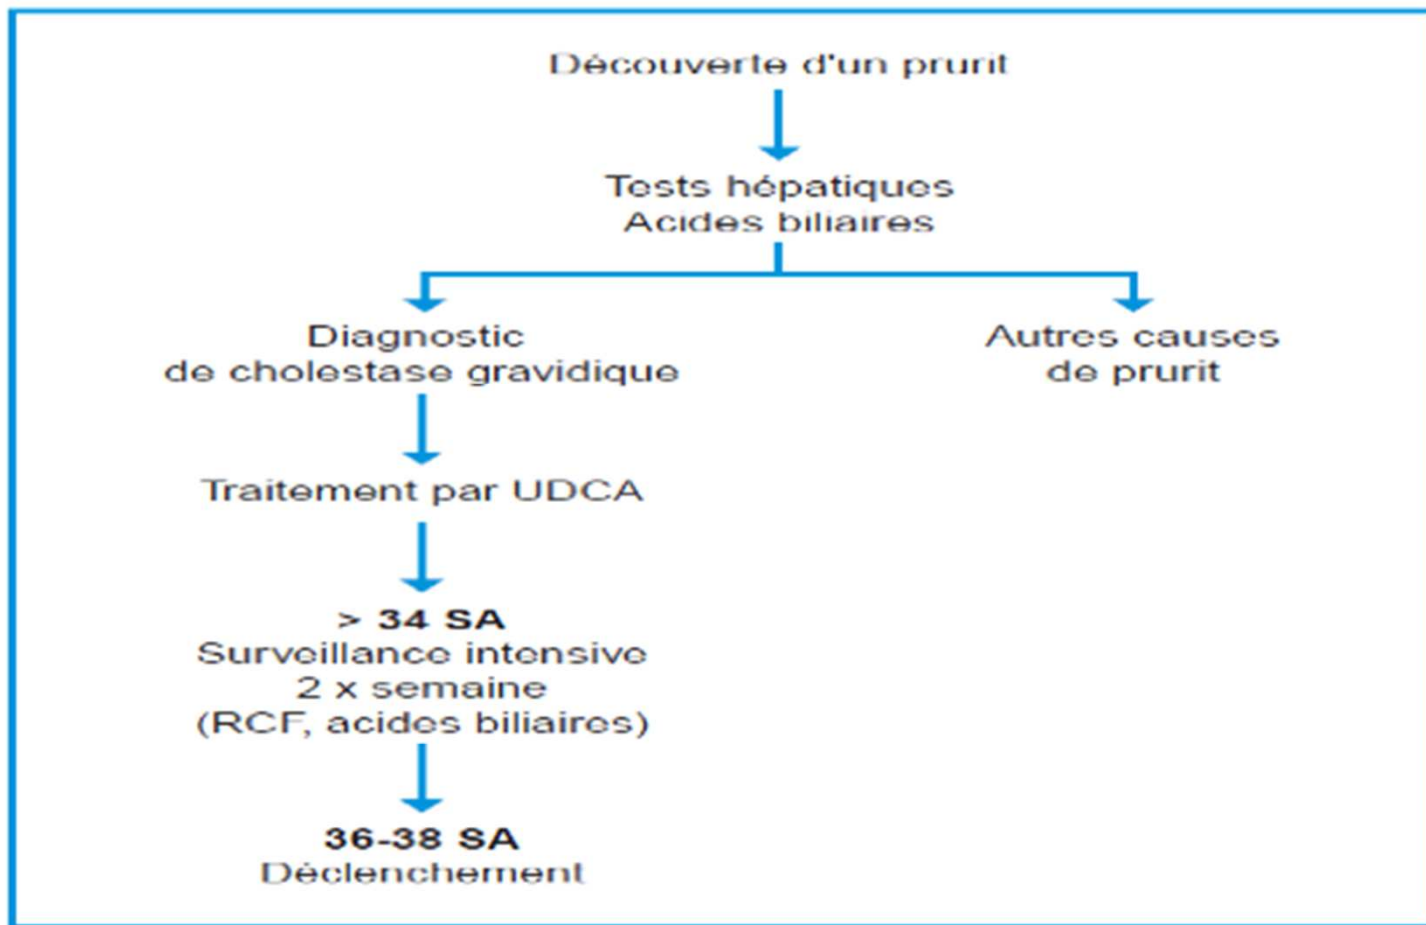 Découverte d'un prurit
Tests hépatiques
Acides biliaires
Diagnostic
de cholestase gravidique
Autres causes
de prurit
Traitement par UDCA
> 34 SA
Surveillance intensive
2 x semaine
(RCF, acides biliaires)
36-38 SA
Déclenchement